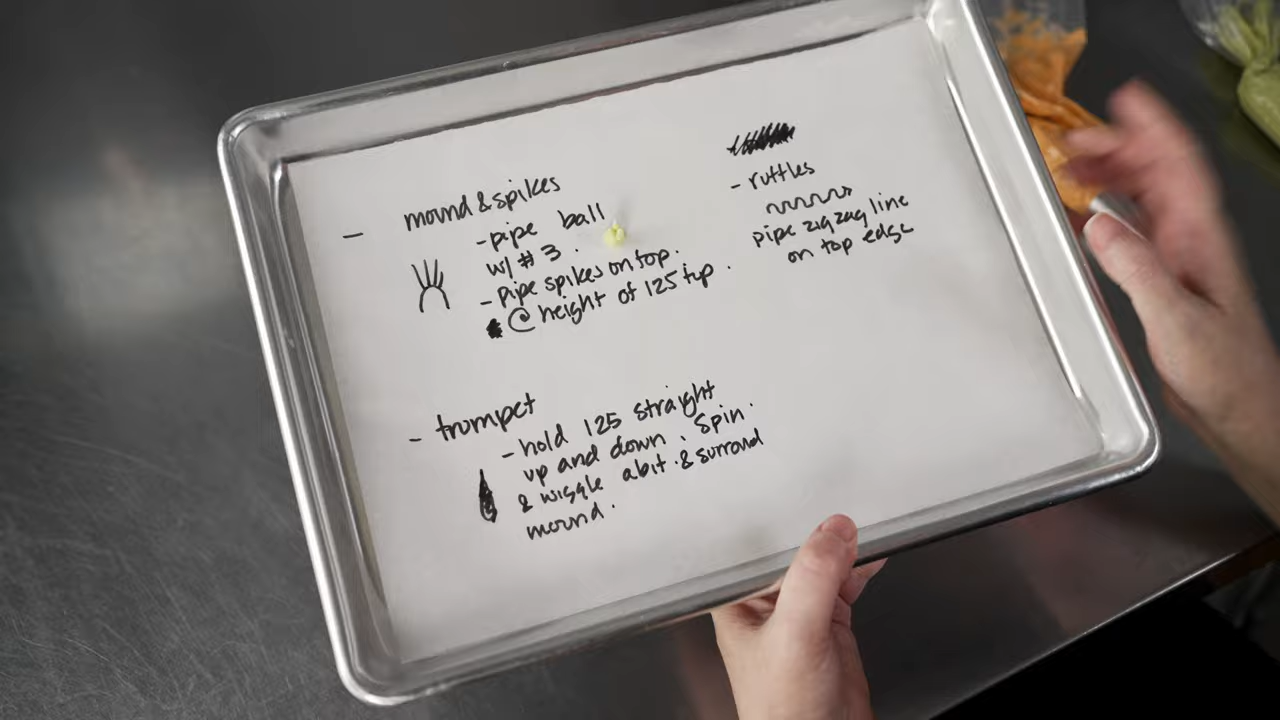 - mound & spikes
- pipe ball
w/ #3.
- pipe spikes on top.
@ height of 125 tip.
- trumpet
- hold 125 straight
up and down. Spin.
& wiggle a bit & surround
mound.
- ruffles
pipe zig zag line
on top edge